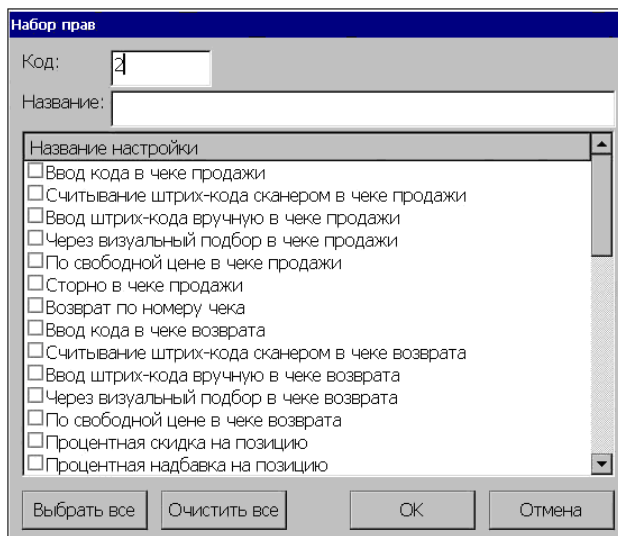 Набор прав
Код: 2
Название:
Название настройки
Ввод кода в чеке продажи
Считывание штрих-кода сканером в чеке продажи
Ввод штрих-кода вручную в чеке продажи
Через визуальный подбор в чеке продажи
По свободной цене в чеке продажи
Сторно в чеке продажи
Возврат по номеру чека
Ввод кода в чеке возврата
Считывание штрих-кода сканером в чеке возврата
Ввод штрих-кода вручную в чеке возврата
Через визуальный подбор в чеке возврата
По свободной цене в чеке возврата
Процентная скидка на позицию
Процентная надбавка на позицию
Выбрать все Очистить все OK Отмена